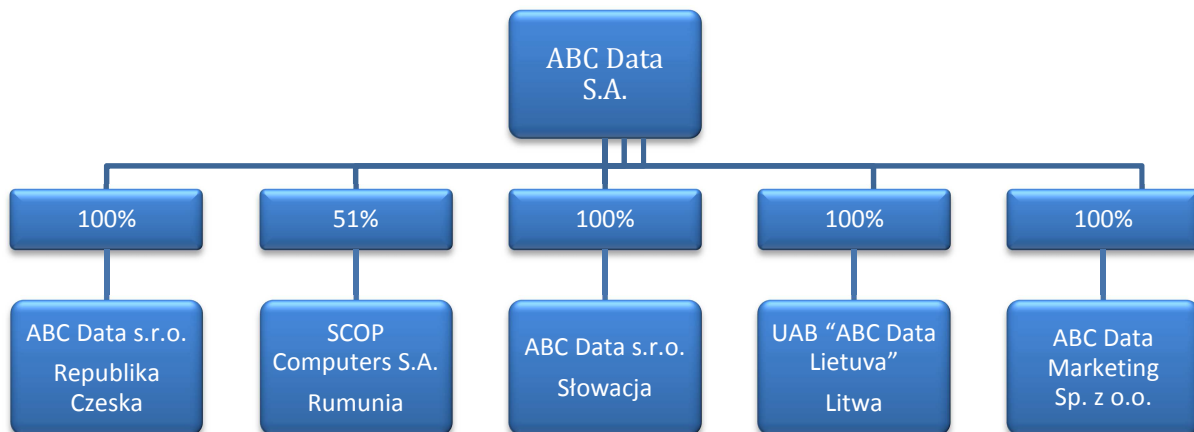 ABC Data
S.A.
100%
51%
100%
100%
100%
ABC Data s.r.o.
Republika
Czeska
SCOP
Computers S.A.
Rumunia
ABC Data s.r.o.
Słowacja
UAB “ABC Data
Lietuva”
Litwa
ABC Data
Marketing
Sp. z o.o.